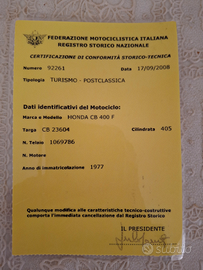 FEDERAZIONE MOTOCICLISTICA ITALIANA
REGISTRO STORICO NAZIONALE
CERTIFICAZIONE DI CONFORMITÀ STORICO-TECNICA
Numero 92261 Data 17/09/2008
Tipologia TURISMO - POSTCLASSICA
Dati identificativi del Motociclo:
Marca e Modello HONDA CB 400 F
Targa CB 23604 Cilindrata 405
N. Telaio 1069786
N. Motore
Anno di immatricolazione 1977
Qualunque modifica alle caratteristiche tecnico-costruttive
comporta l'immediata cancellazione dal Registro Storico
IL PRESIDENTE
subito.it